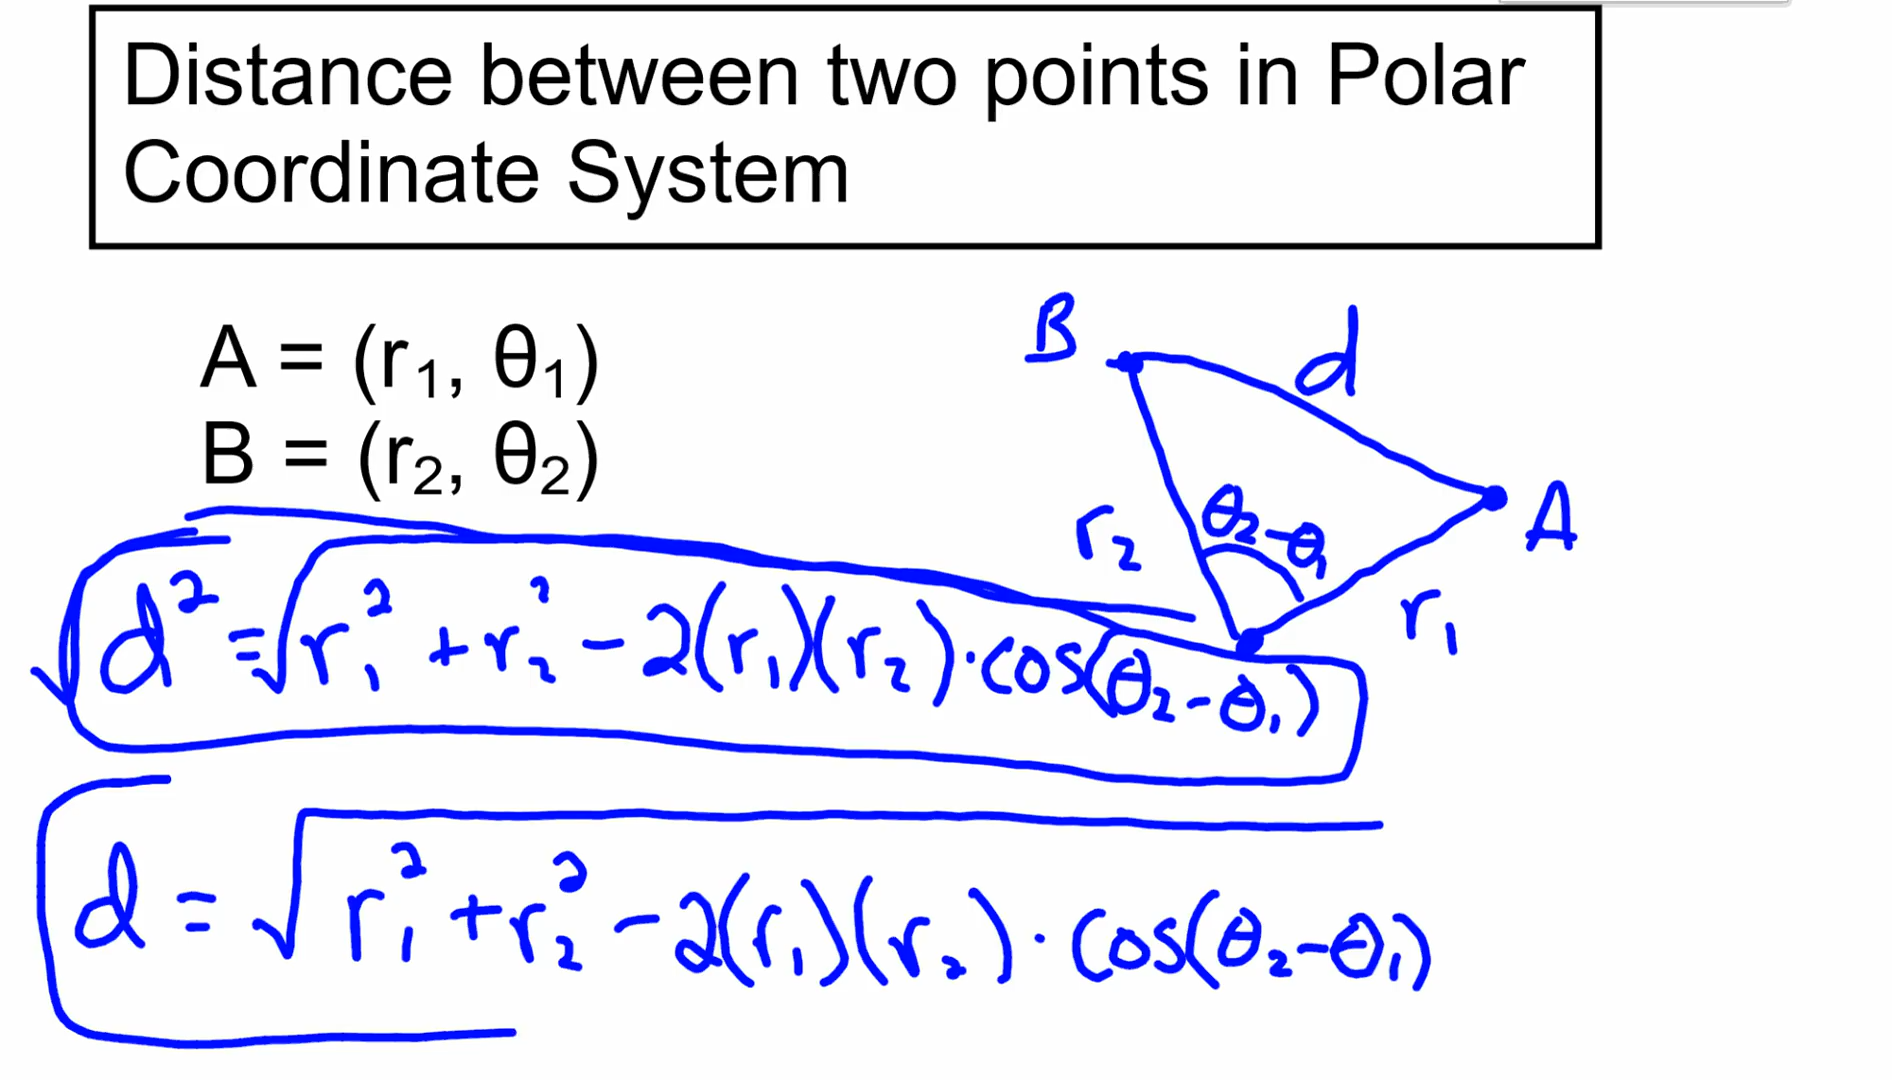 Distance between two points in Polar
Coordinate System
A = (r₁, θ₁)
B = (r₂, θ₂)
B
d
A
r₂
θ₂-θ₁
r₁
√d² = √r₁² + r₂² - 2(r₁)(r₂)·cos(θ₂-θ₁)
d = √r₁² + r₂² - 2(r₁)(r₂)·cos(θ₂-θ₁)